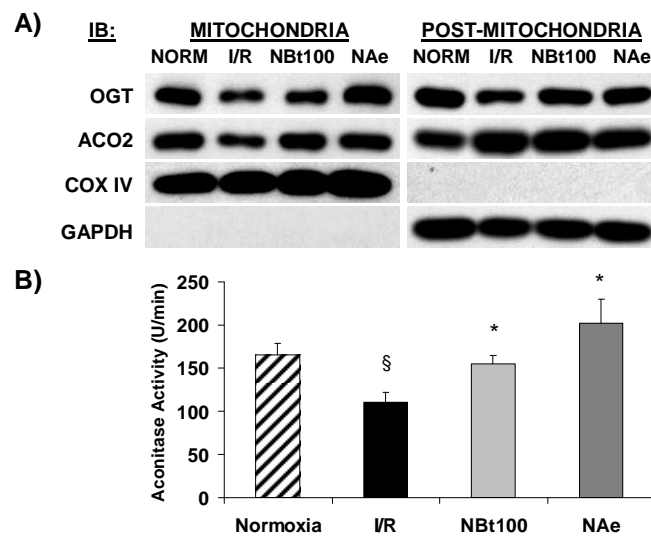 A)
IB:
MITOCHONDRIA
POST-MITOCHONDRIA
NORM I/R NBt100 NAe
NORM I/R NBt100 NAe
OGT
ACO2
COX IV
GAPDH
B)
Aconitase Activity (U/min)
250
200
150
100
50
0
§
*
*
Normoxia I/R NBt100 NAe